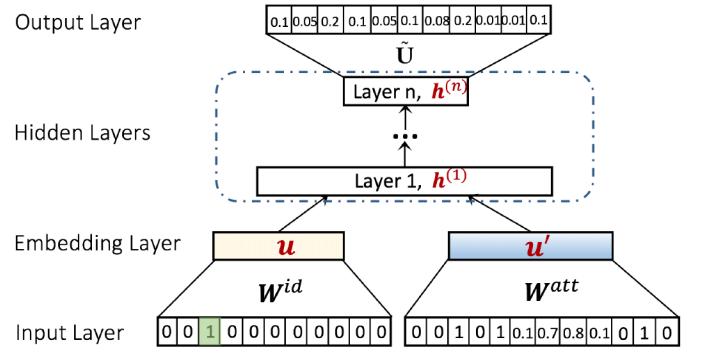 Output Layer 0.1 0.05 0.2 0.1 0.05 0.1 0.08 0.2 0.01 0.01 0.1
Ũ
Layer n, h^(n)
Hidden Layers ...
Layer 1, h^(1)
Embedding Layer u u'
W^id W^att
Input Layer 0 0 1 0 0 0 0 0 0 0 0 0 0 1 0 1 0.1 0.7 0.8 0.1 0 1 0